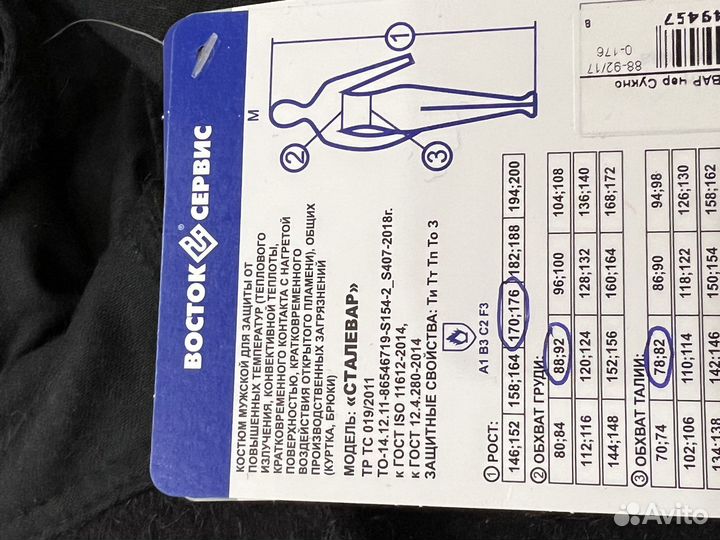 ВОСТОК СЕРВИС
КОСТЮМ МУЖСКОЙ ДЛЯ ЗАЩИТЫ ОТ
ПОВЫШЕННЫХ ТЕМПЕРАТУР (ТЕПЛОВОГО
ИЗЛУЧЕНИЯ, КОНВЕКТИВНОЙ ТЕПЛОТЫ,
КРАТКОВРЕМЕННОГО КОНТАКТА С НАГРЕТОЙ
ПОВЕРХНОСТЬЮ, КРАТКОВРЕМЕННОГО
ВОЗДЕЙСТВИЯ ОТКРЫТОГО ПЛАМЕНИ), ОБЩИХ
ПРОИЗВОДСТВЕННЫХ ЗАГРЯЗНЕНИЙ
(КУРТКА, БРЮКИ)
МОДЕЛЬ: «СТАЛЕВАР»
ТР ТС 019/2011
ТО-14.12.11-86546719-S154-2_S407-2018г.
к ГОСТ ISO 11612-2014,
к ГОСТ 12.4.280-2014
ЗАЩИТНЫЕ СВОЙСТВА: Ти Тт Тп То З
A1 B3 C2 F3
М
1
2
3
1 РОСТ:
146;152 158;164 170;176 182;188 194;200
2 ОБХВАТ ГРУДИ:
80;84 88;92 96;100 104;108
112;116 120;124 128;132 136;140
144;148 152;156 160;164 168;172
3 ОБХВАТ ТАЛИИ:
70;74 78;82 86;90 94;98
102;106 110;114 118;122 126;130
134;138 142;146 150;154 158;162
49457
в
88-92/17
0-176
ВАР чер Сукно
Avito